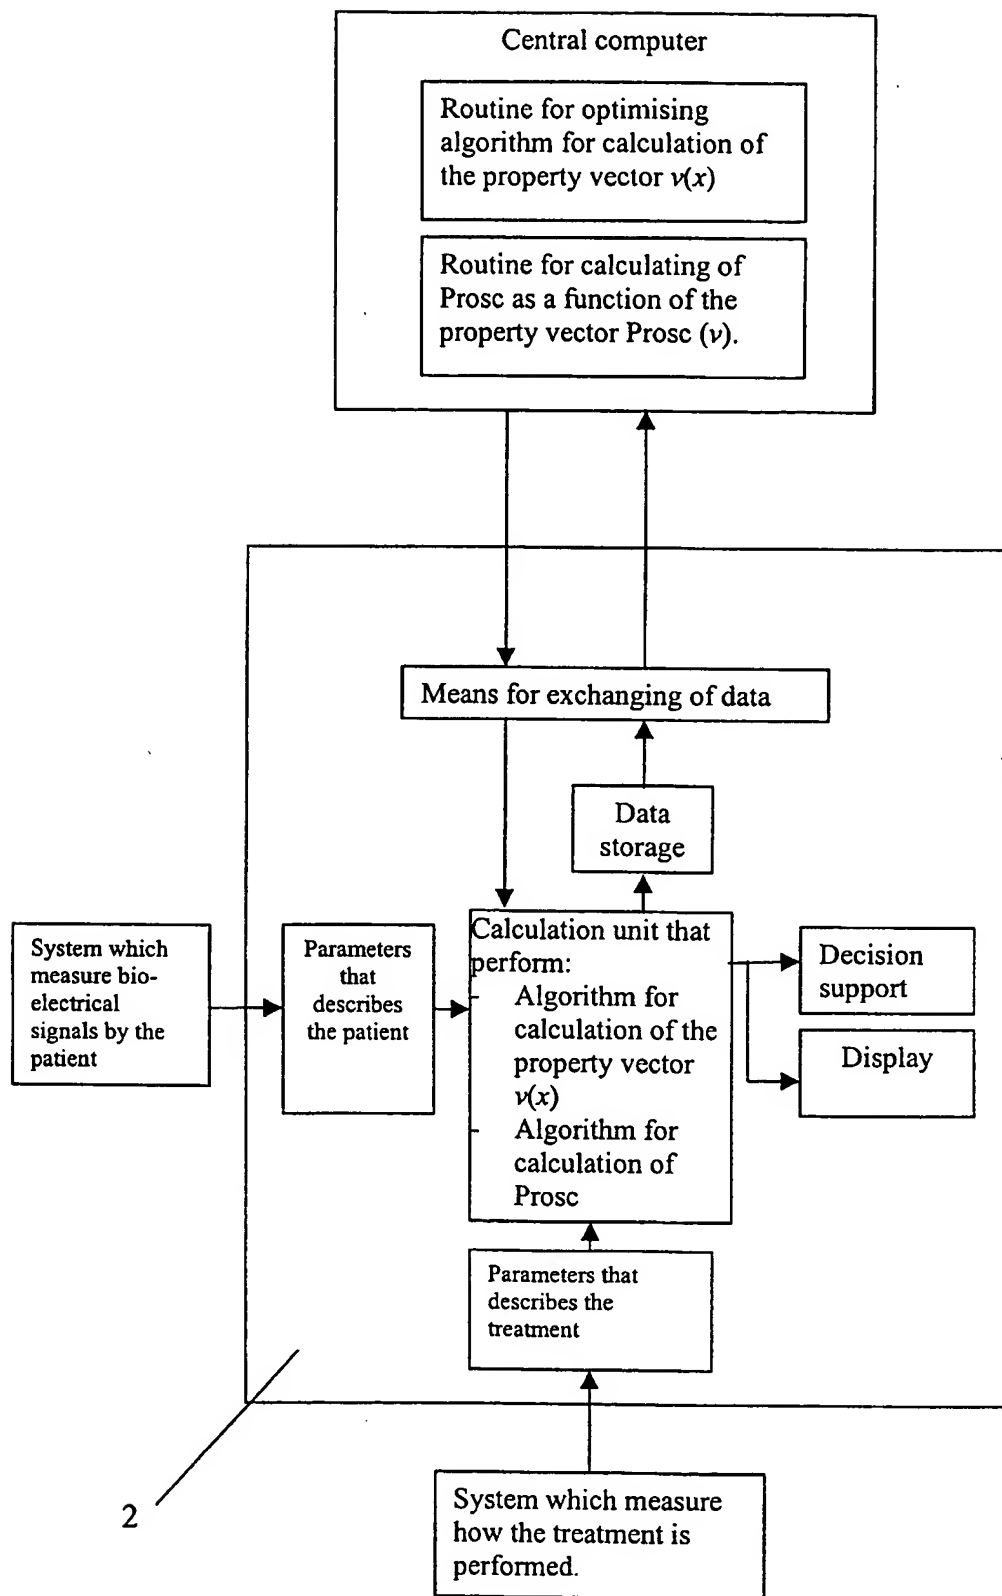 Central computer
Routine for optimising
algorithm for calculation of
the property vector v(x)
Routine for calculating of
Prosc as a function of the
property vector Prosc (v).
Means for exchanging of data
Data
storage
System which
measure bio-
electrical
signals by the
patient
Parameters
that
describes
the patient
Calculation unit that
perform:
- Algorithm for
calculation of the
property vector
v(x)
- Algorithm for
calculation of
Prosc
Decision
support
Display
Parameters that
describes the
treatment
2
System which measure
how the treatment is
performed.